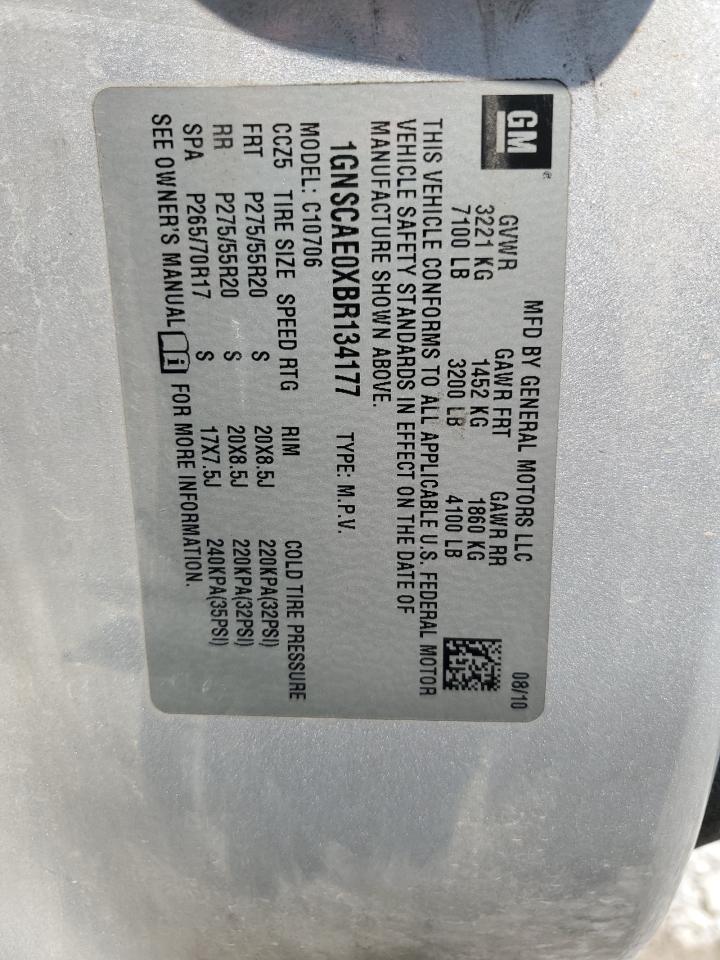 GM ®
MFD BY GENERAL MOTORS LLC 08/10
GVWR GAWR FRT GAWR RR
3221 KG 1452 KG 1860 KG
7100 LB 3200 LB 4100 LB
THIS VEHICLE CONFORMS TO ALL APPLICABLE U.S. FEDERAL MOTOR
VEHICLE SAFETY STANDARDS IN EFFECT ON THE DATE OF
MANUFACTURE SHOWN ABOVE.
1GNSCAE0XBR134177 TYPE: M.P.V.
MODEL: C10706
CCZ5 TIRE SIZE SPEED RTG RIM COLD TIRE PRESSURE
FRT P275/55R20 S 20X8.5J 220KPA(32PSI)
RR P275/55R20 S 20X8.5J 220KPA(32PSI)
SPA P265/70R17 S 17X7.5J 240KPA(35PSI)
SEE OWNER'S MANUAL i FOR MORE INFORMATION.